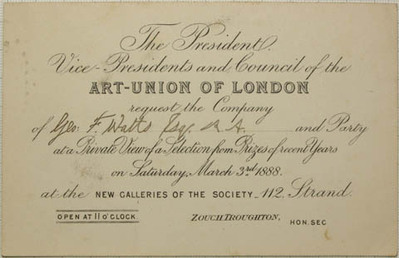 The President,
Vice-Presidents and Council of the
ART-UNION OF LONDON
request the Company
of Geo. F. Watts Esq. R.A. and Party
at a Private View of a Selection from Prizes of recent Years
on Saturday, March 3rd 1888.
at the NEW GALLERIES OF THE SOCIETY, 112, Strand.
OPEN AT 11 O'CLOCK. ZOUCH TROUGHTON, HON. SEC